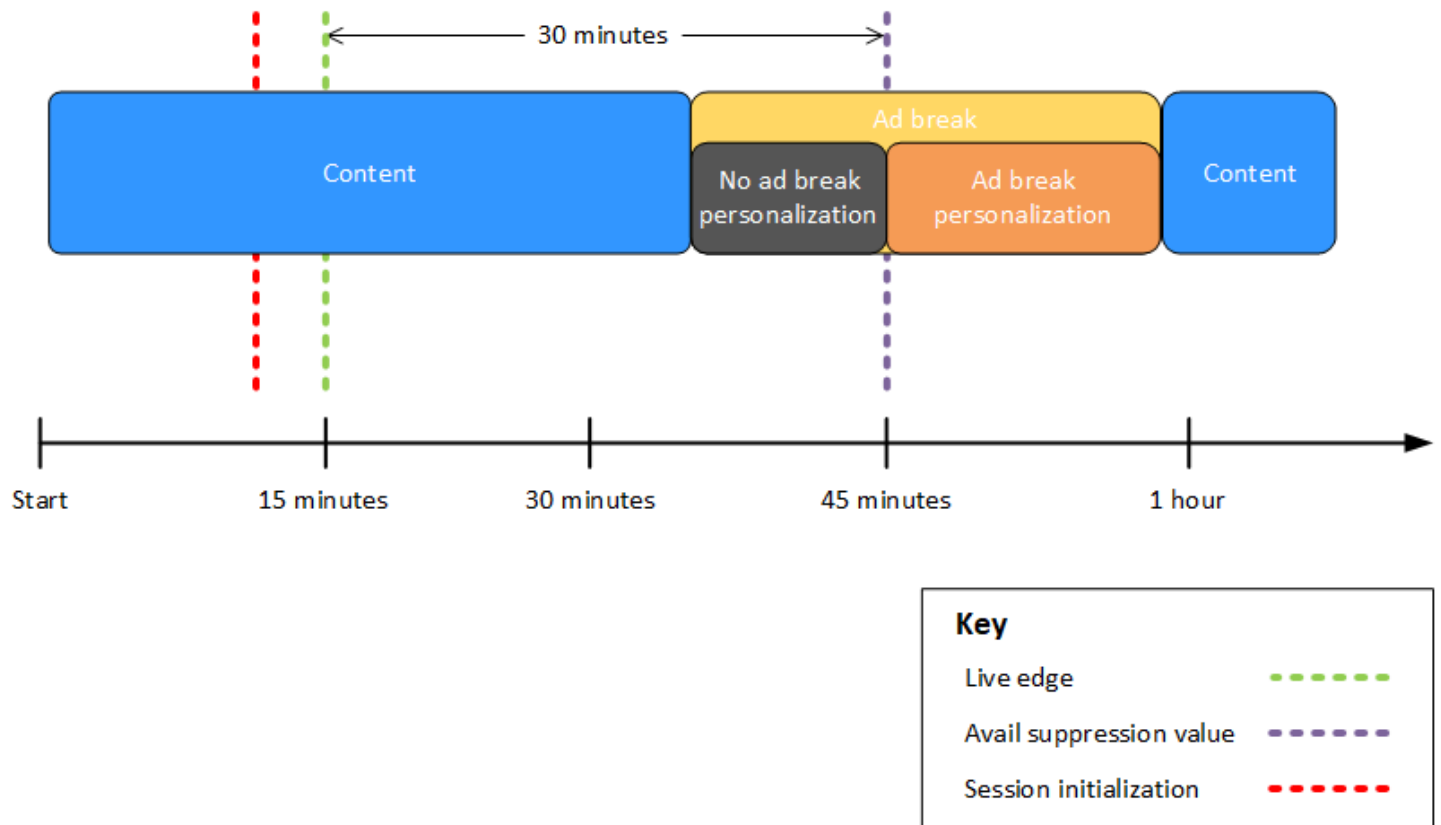 30 minutes
Ad break
Content
No ad break
personalization
Ad break
personalization
Content
Start
15 minutes
30 minutes
45 minutes
1 hour
Key
Live edge
Avail suppression value
Session initialization